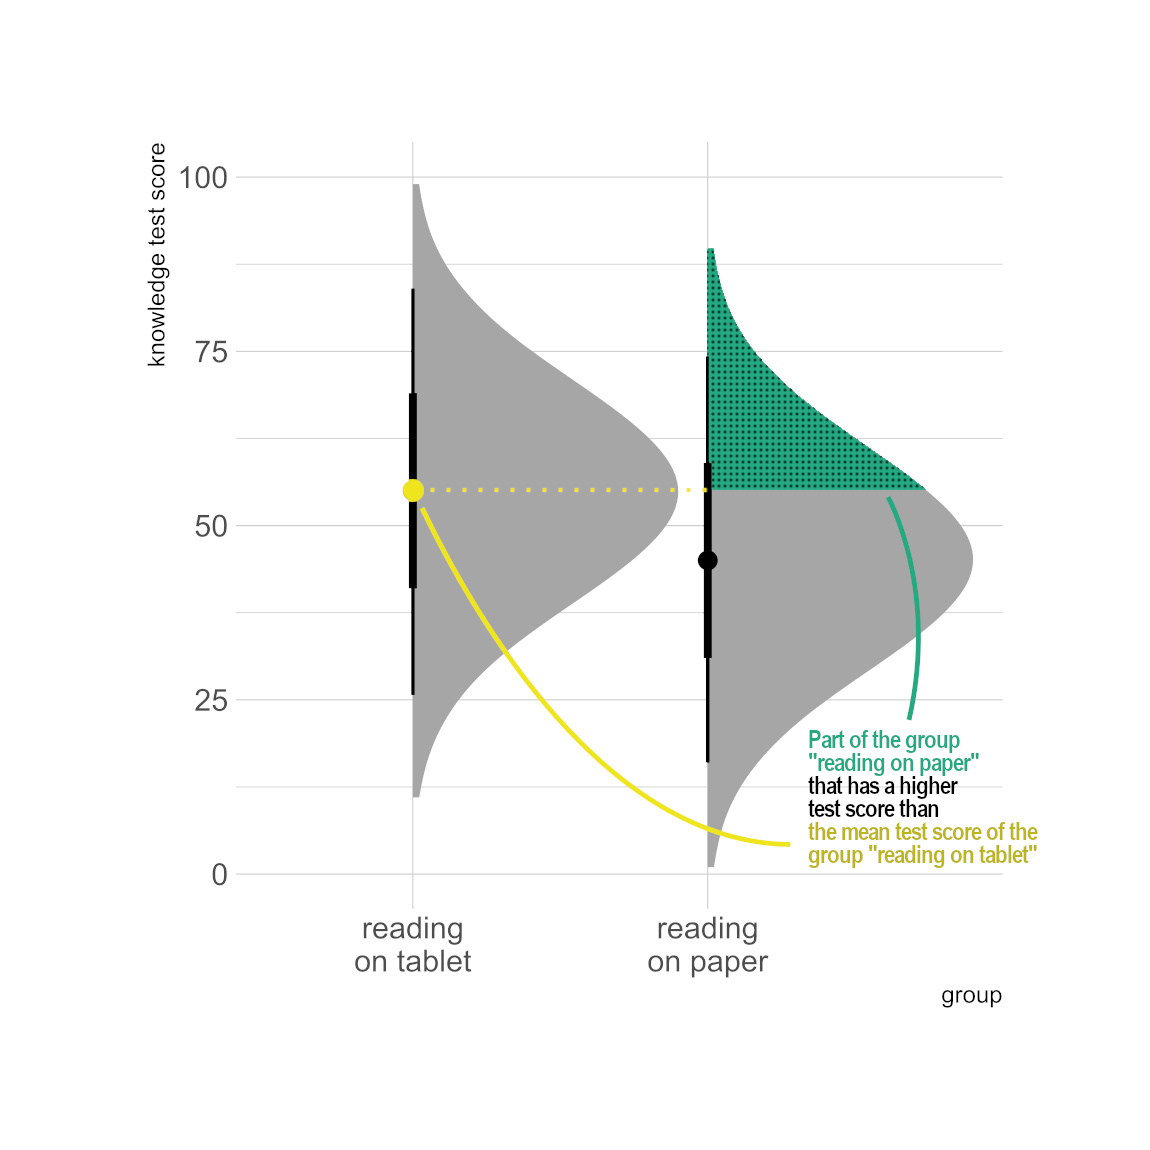 knowledge test score
100
75
50
25
0
Part of the group
"reading on paper"
that has a higher
test score than
the mean test score of the
group "reading on tablet"
reading
on tablet
reading
on paper
group